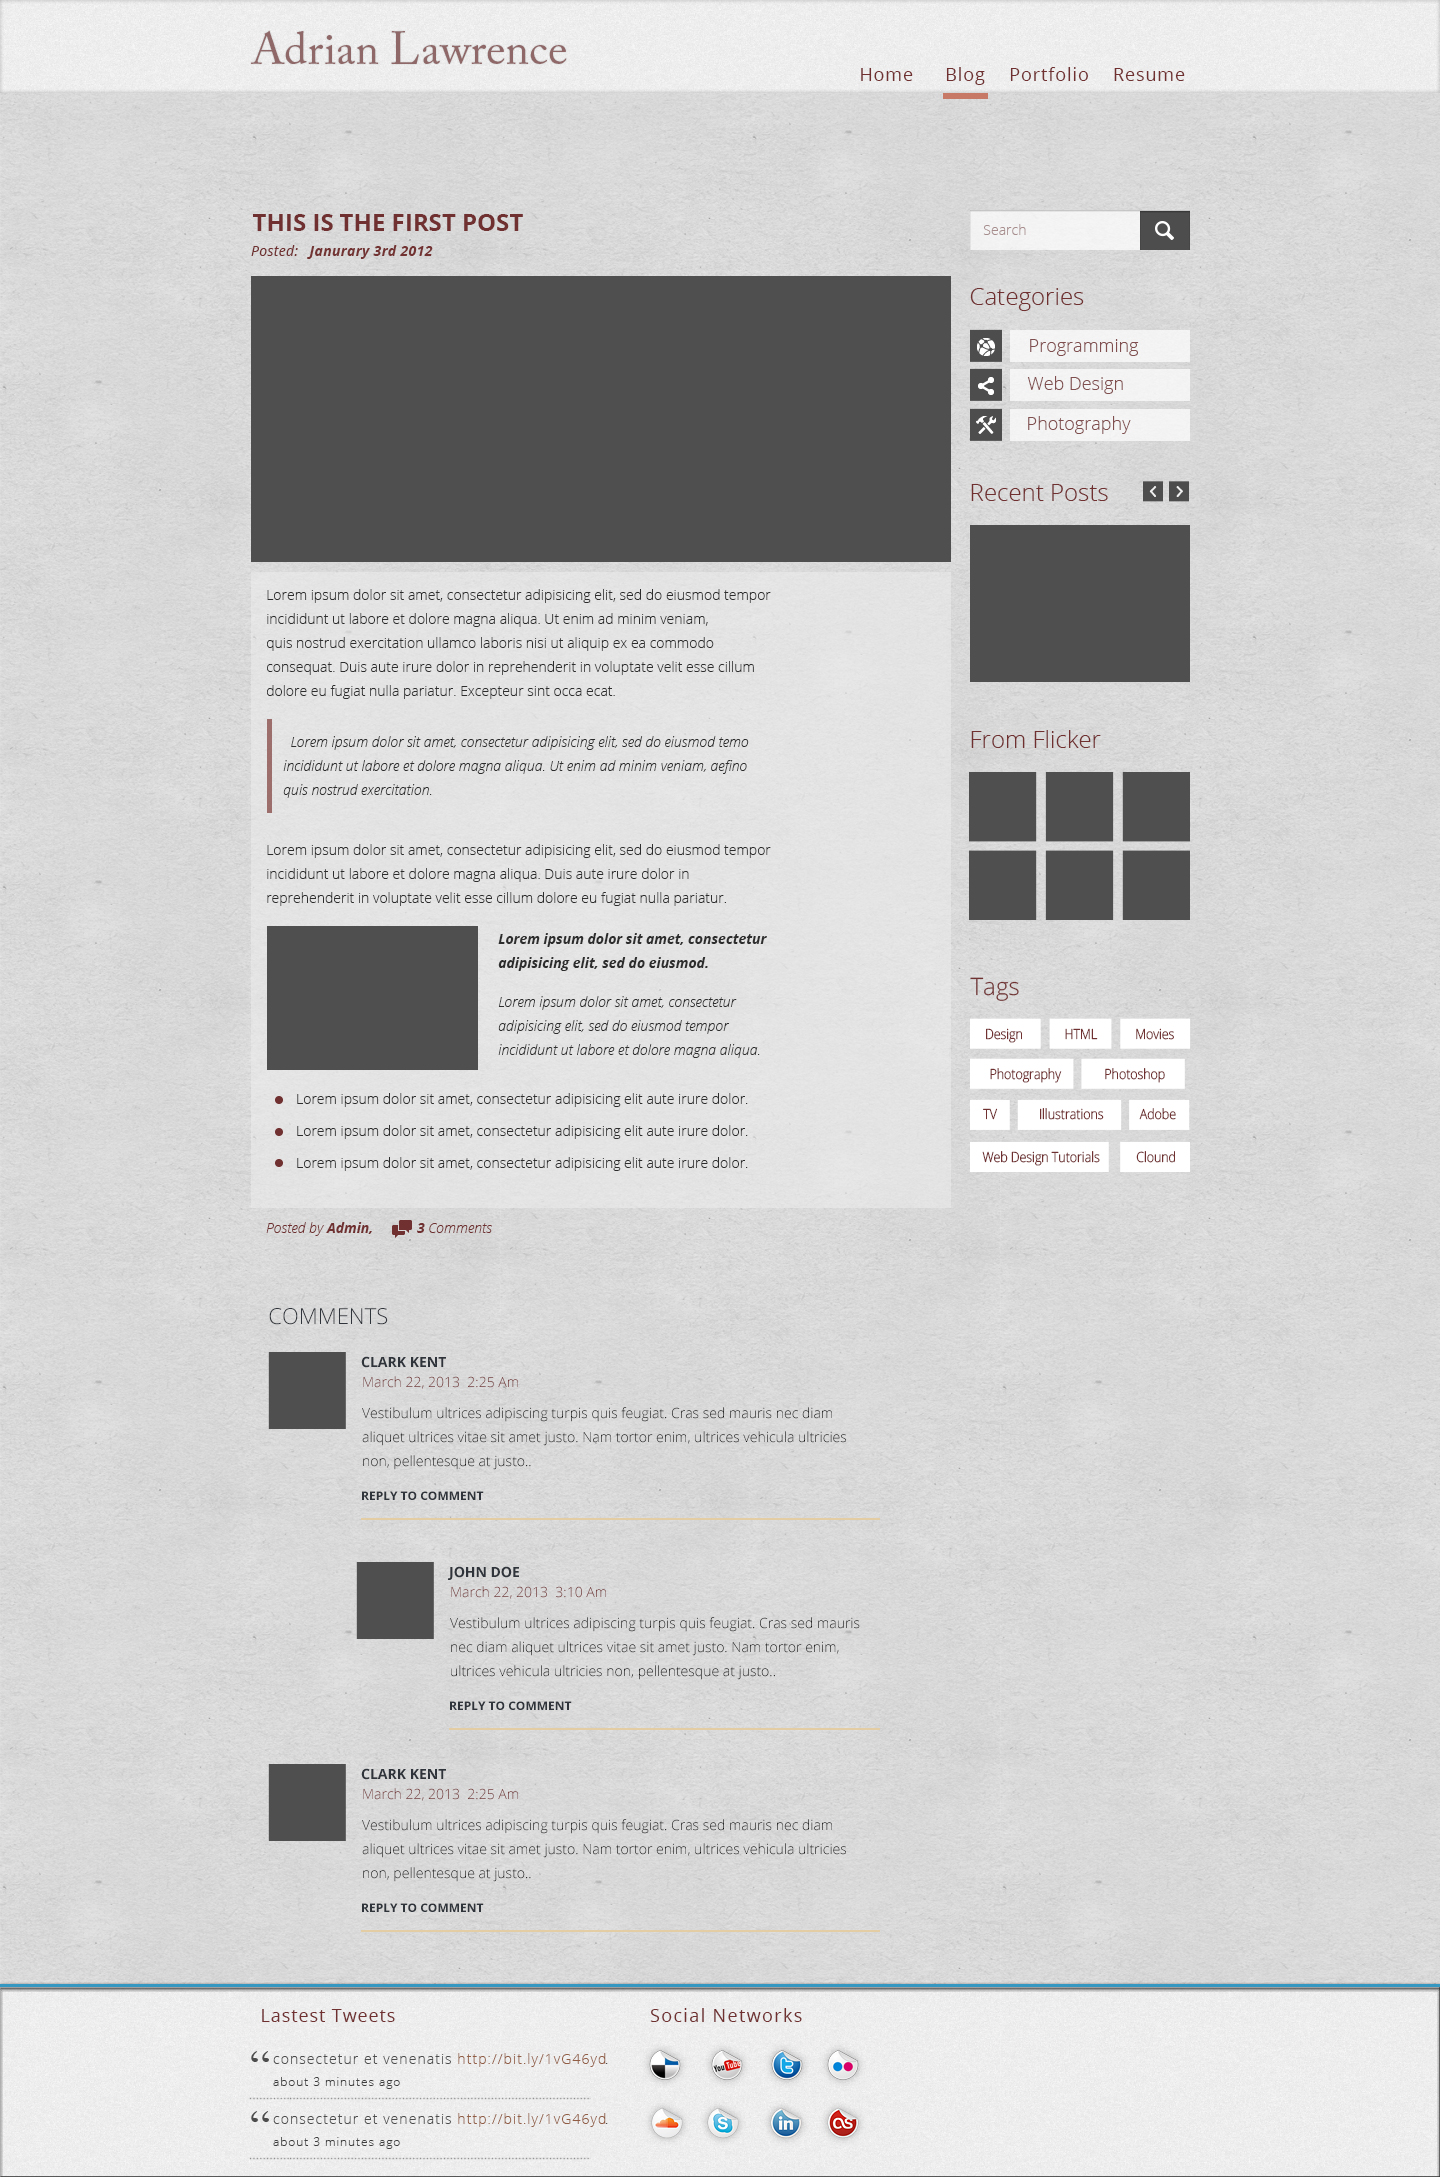 Adrian Lawrence
Home Blog Portfolio Resume
THIS IS THE FIRST POST
Posted: Janurary 3rd 2012
Lorem ipsum dolor sit amet, consectetur adipisicing elit, sed do eiusmod tempor
incididunt ut labore et dolore magna aliqua. Ut enim ad minim veniam,
quis nostrud exercitation ullamco laboris nisi ut aliquip ex ea commodo
consequat. Duis aute irure dolor in reprehenderit in voluptate velit esse cillum
dolore eu fugiat nulla pariatur. Excepteur sint occa ecat.
Lorem ipsum dolor sit amet, consectetur adipisicing elit, sed do eiusmod temo
incididunt ut labore et dolore magna aliqua. Ut enim ad minim veniam, aefino
quis nostrud exercitation.
Lorem ipsum dolor sit amet, consectetur adipisicing elit, sed do eiusmod tempor
incididunt ut labore et dolore magna aliqua. Duis aute irure dolor in
reprehenderit in voluptate velit esse cillum dolore eu fugiat nulla pariatur.
Lorem ipsum dolor sit amet, consectetur
adipisicing elit, sed do eiusmod.
Lorem ipsum dolor sit amet, consectetur
adipisicing elit, sed do eiusmod tempor
incididunt ut labore et dolore magna aliqua.
Lorem ipsum dolor sit amet, consectetur adipisicing elit aute irure dolor.
Lorem ipsum dolor sit amet, consectetur adipisicing elit aute irure dolor.
Lorem ipsum dolor sit amet, consectetur adipisicing elit aute irure dolor.
Posted by Admin, 3 Comments
Search
Categories
Programming
Web Design
Photography
Recent Posts
From Flicker
Tags
Design HTML Movies
Photography Photoshop
TV Illustrations Adobe
Web Design Tutorials Clound
COMMENTS
CLARK KENT
March 22, 2013 2:25 Am
Vestibulum ultrices adipiscing turpis quis feugiat. Cras sed mauris nec diam
aliquet ultrices vitae sit amet justo. Nam tortor enim, ultrices vehicula ultricies
non, pellentesque at justo..
REPLY TO COMMENT
JOHN DOE
March 22, 2013 3:10 Am
Vestibulum ultrices adipiscing turpis quis feugiat. Cras sed mauris
nec diam aliquet ultrices vitae sit amet justo. Nam tortor enim,
ultrices vehicula ultricies non, pellentesque at justo..
REPLY TO COMMENT
CLARK KENT
March 22, 2013 2:25 Am
Vestibulum ultrices adipiscing turpis quis feugiat. Cras sed mauris nec diam
aliquet ultrices vitae sit amet justo. Nam tortor enim, ultrices vehicula ultricies
non, pellentesque at justo..
REPLY TO COMMENT
Lastest Tweets
“ consectetur et venenatis http://bit.ly/1vG46yd.
about 3 minutes ago
“ consectetur et venenatis http://bit.ly/1vG46yd.
about 3 minutes ago
Social Networks
You Tube t
S in as